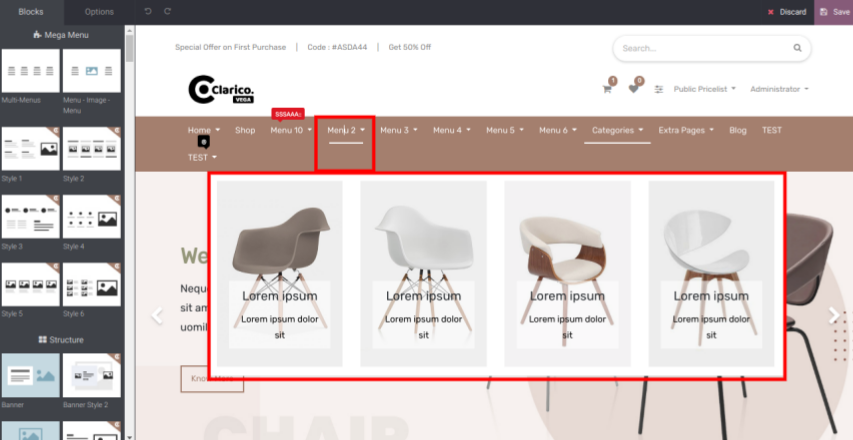 Blocks Options Discard Save
Mega Menu
Multi-Menus Menu - Image - Menu
Style 1 Style 2
Style 3 Style 4
Style 5 Style 6
Structure
Banner Banner Style 2
Special Offer on First Purchase | Code : #ASDA44 | Get 50% Off
Search...
Clarico.
VEGA
1 0 Public Pricelist Administrator
Home Shop Menu 10 Menu 2 Menu 3 Menu 4 Menu 5 Menu 6 Categories Extra Pages Blog TEST
TEST
We
Neque
sit am
uomil
Lorem ipsum Lorem ipsum Lorem ipsum Lorem ipsum
Lorem ipsum dolor sit Lorem ipsum dolor sit Lorem ipsum dolor sit Lorem ipsum dolor sit
Know More
CHAIR